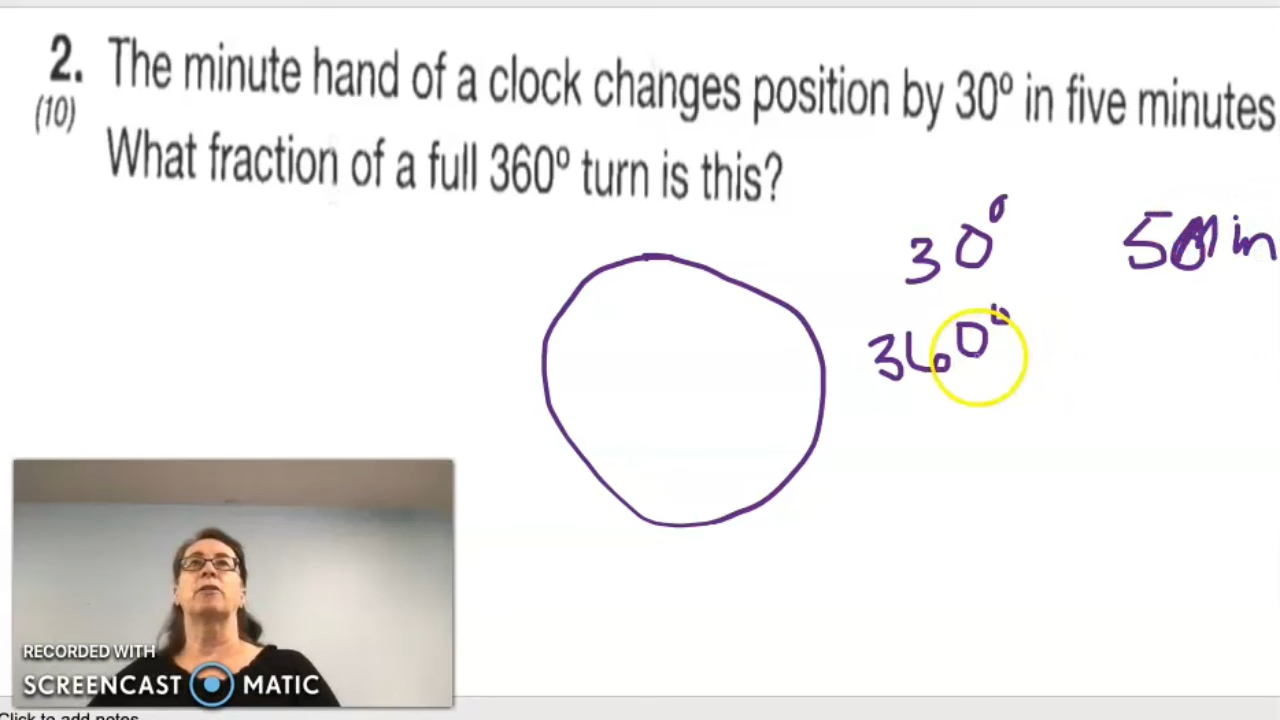 2. The minute hand of a clock changes position by 30° in five minutes
(10) What fraction of a full 360° turn is this?
30° 5 min
360°
RECORDED WITH
SCREENCAST MATIC
Click to add notes